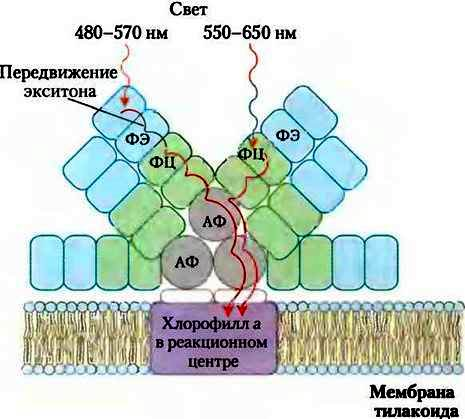 Свет
480–570 нм
550–650 нм
Передвижение
экситона
ФЭ
ФЦ
ФЦ
ФЭ
АФ
АФ
Хлорофилл a
в реакционном
центре
Мембрана
тилакоида